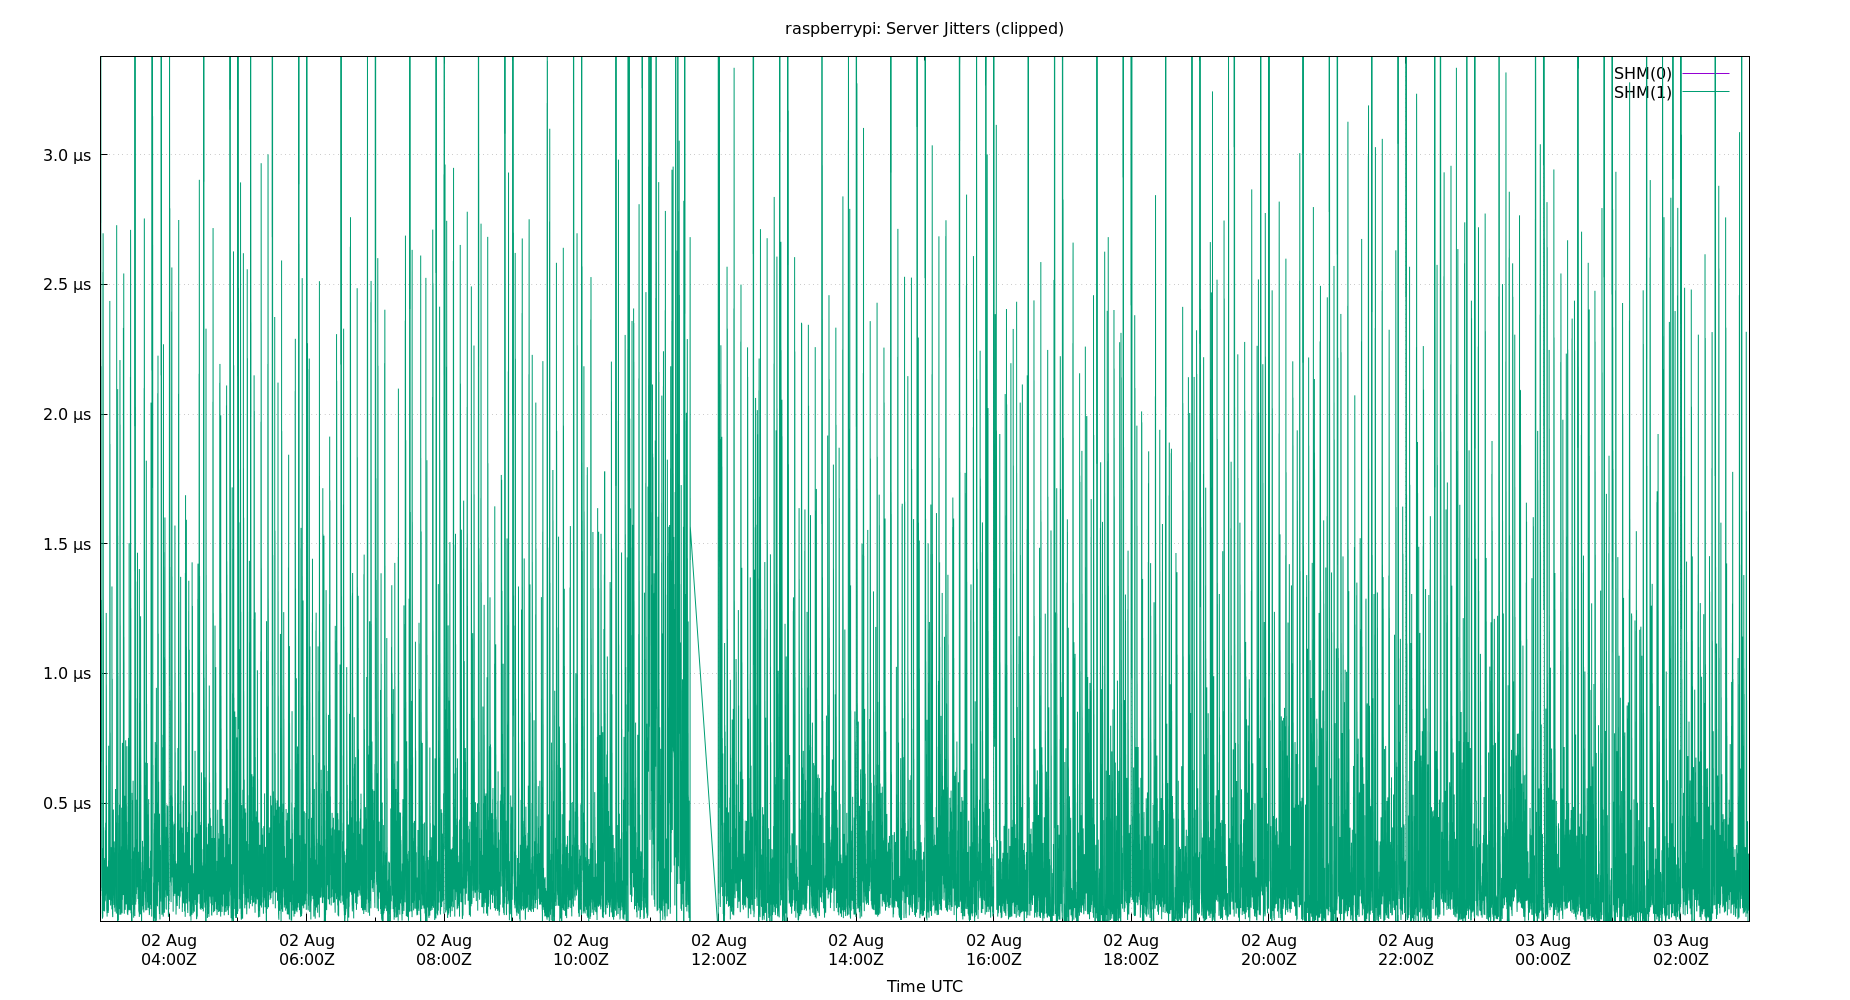 raspberrypi: Server Jitters (clipped)
SHM(0)
SHM(1)
3.0 µs
2.5 µs
2.0 µs
1.5 µs
1.0 µs
0.5 µs
02 Aug 02 Aug 02 Aug 02 Aug 02 Aug 02 Aug 02 Aug 02 Aug 02 Aug 02 Aug 03 Aug 03 Aug
04:00Z 06:00Z 08:00Z 10:00Z 12:00Z 14:00Z 16:00Z 18:00Z 20:00Z 22:00Z 00:00Z 02:00Z
Time UTC